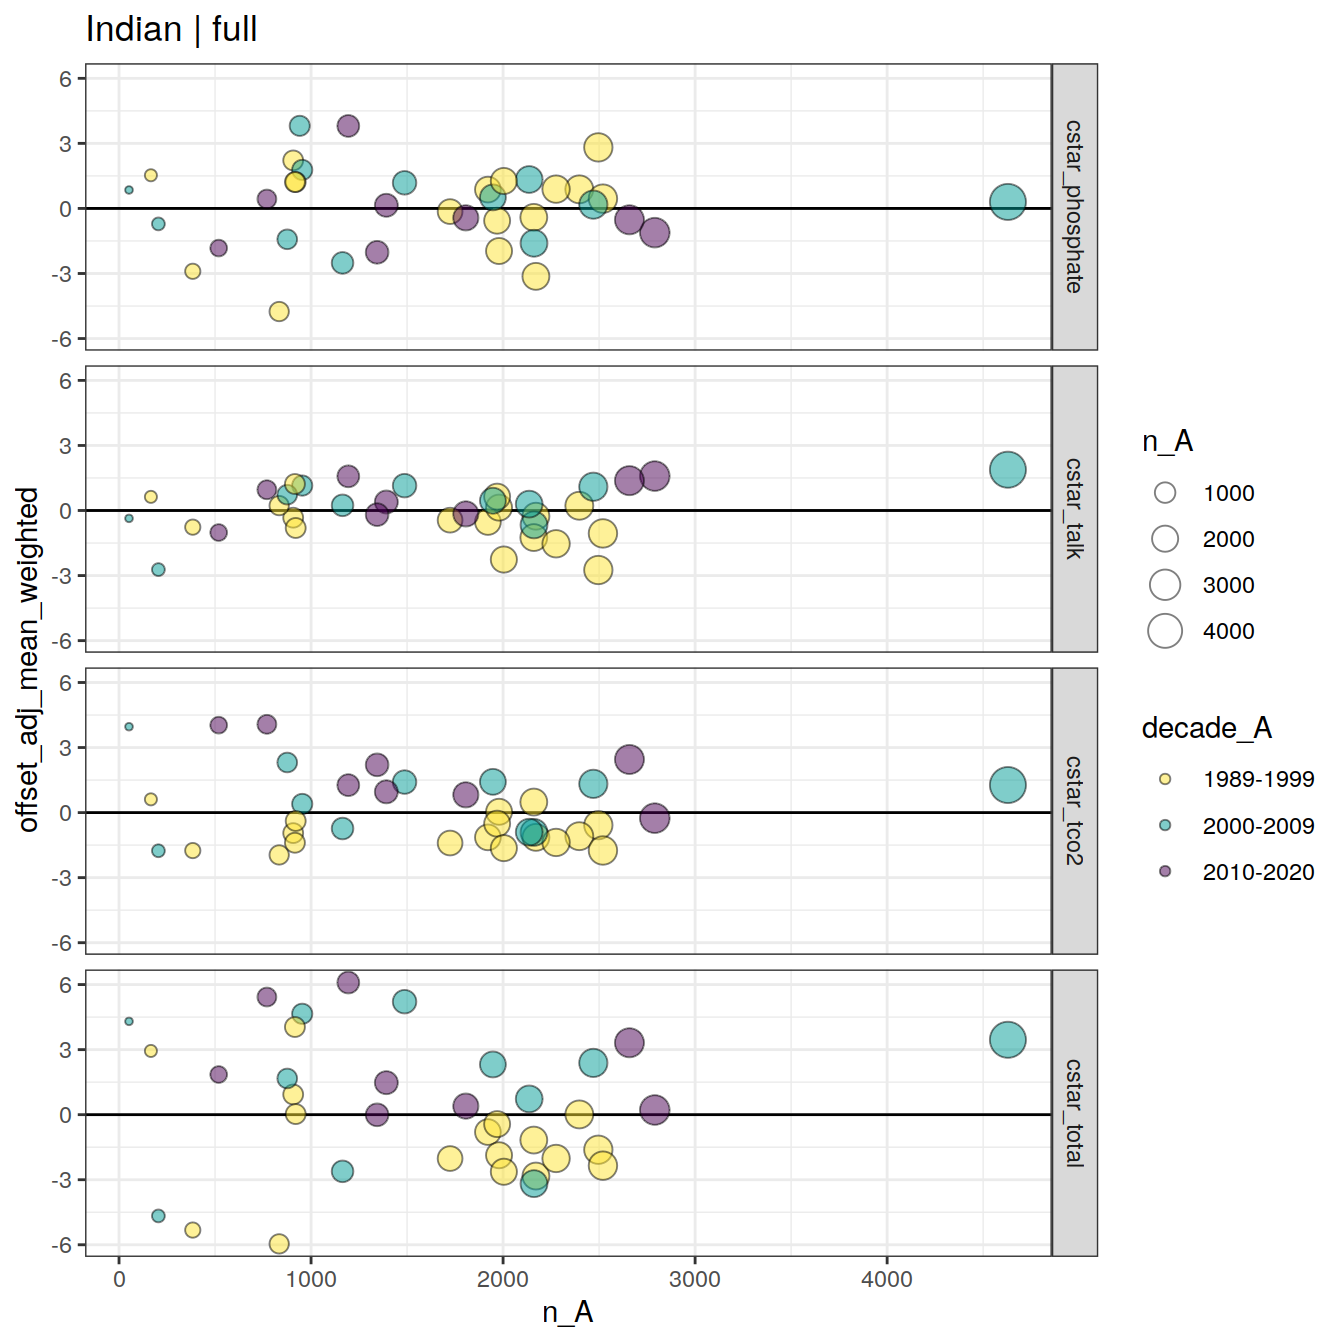 Indian | full
6
3
0
-3
-6
cstar_phosphate
6
3
0
-3
-6
cstar_talk
6
3
0
-3
-6
cstar_tco2
6
3
0
-3
-6
cstar_total
0 1000 2000 3000 4000
n_A
offset_adj_mean_weighted
n_A
1000
2000
3000
4000
decade_A
1989-1999
2000-2009
2010-2020